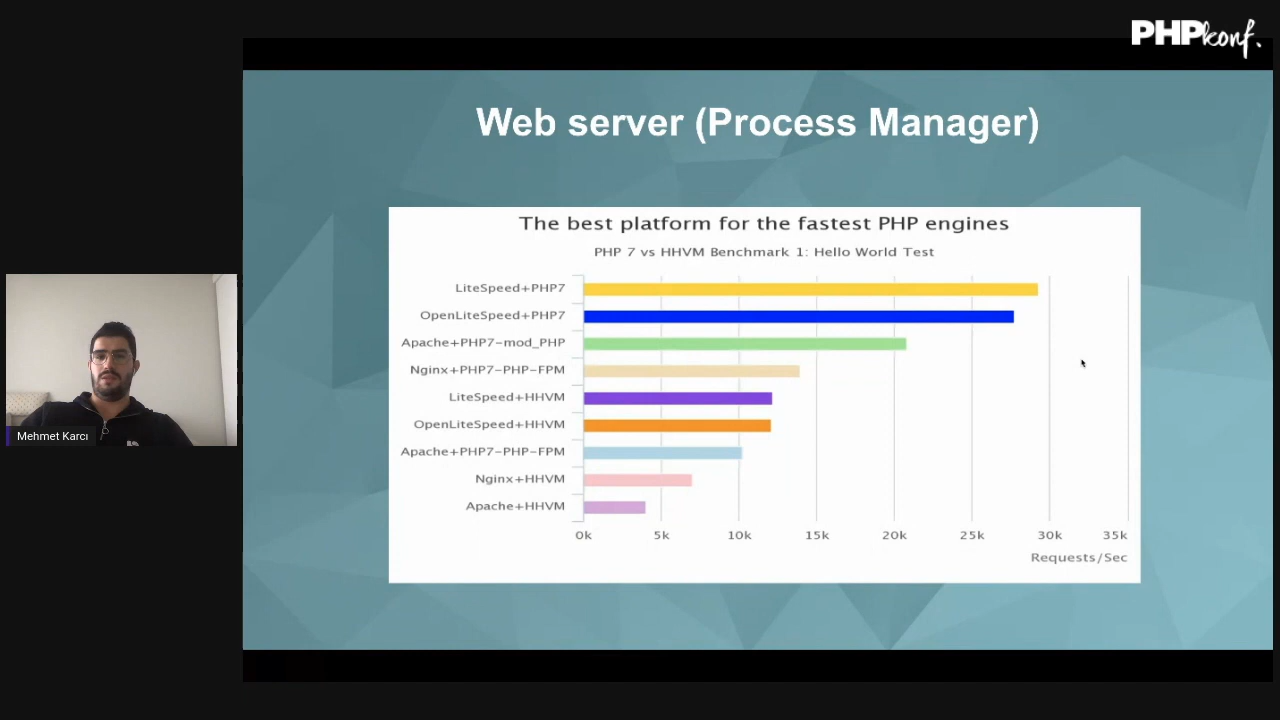 PHPkonf.
Web server (Process Manager)
The best platform for the fastest PHP engines
PHP 7 vs HHVM Benchmark 1: Hello World Test
LiteSpeed+PHP7
OpenLiteSpeed+PHP7
Apache+PHP7-mod_PHP
Nginx+PHP7-PHP-FPM
LiteSpeed+HHVM
OpenLiteSpeed+HHVM
Apache+PHP7-PHP-FPM
Nginx+HHVM
Apache+HHVM
0k 5k 10k 15k 20k 25k 30k 35k
Requests/Sec
Mehmet Karcı